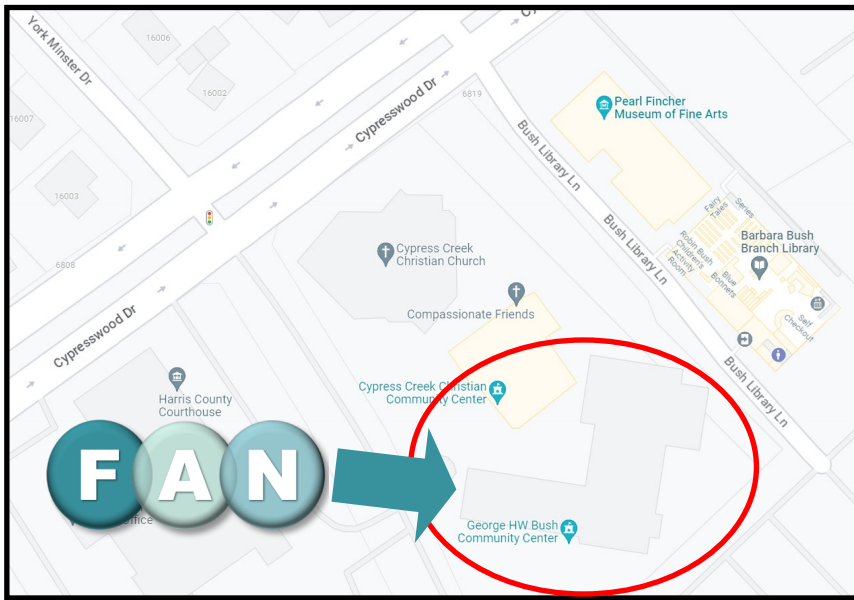 York Minster Dr
16006
16002
16007
16003
6808
6819
Cypresswood Dr
Cypresswood Dr
Bush Library Ln
Bush Library Ln
Bush Library Ln
Pearl Fincher
Museum of Fine Arts
Fairy
Tales
Series
Robin Bush
Children's
Activity
Room
Blue
Bonnets
Barbara Bush
Branch Library
Self
Checkout
Cypress Creek
Christian Church
Compassionate Friends
Cypress Creek Christian
Community Center
Harris County
Courthouse
FAN
office
George HW Bush
Community Center